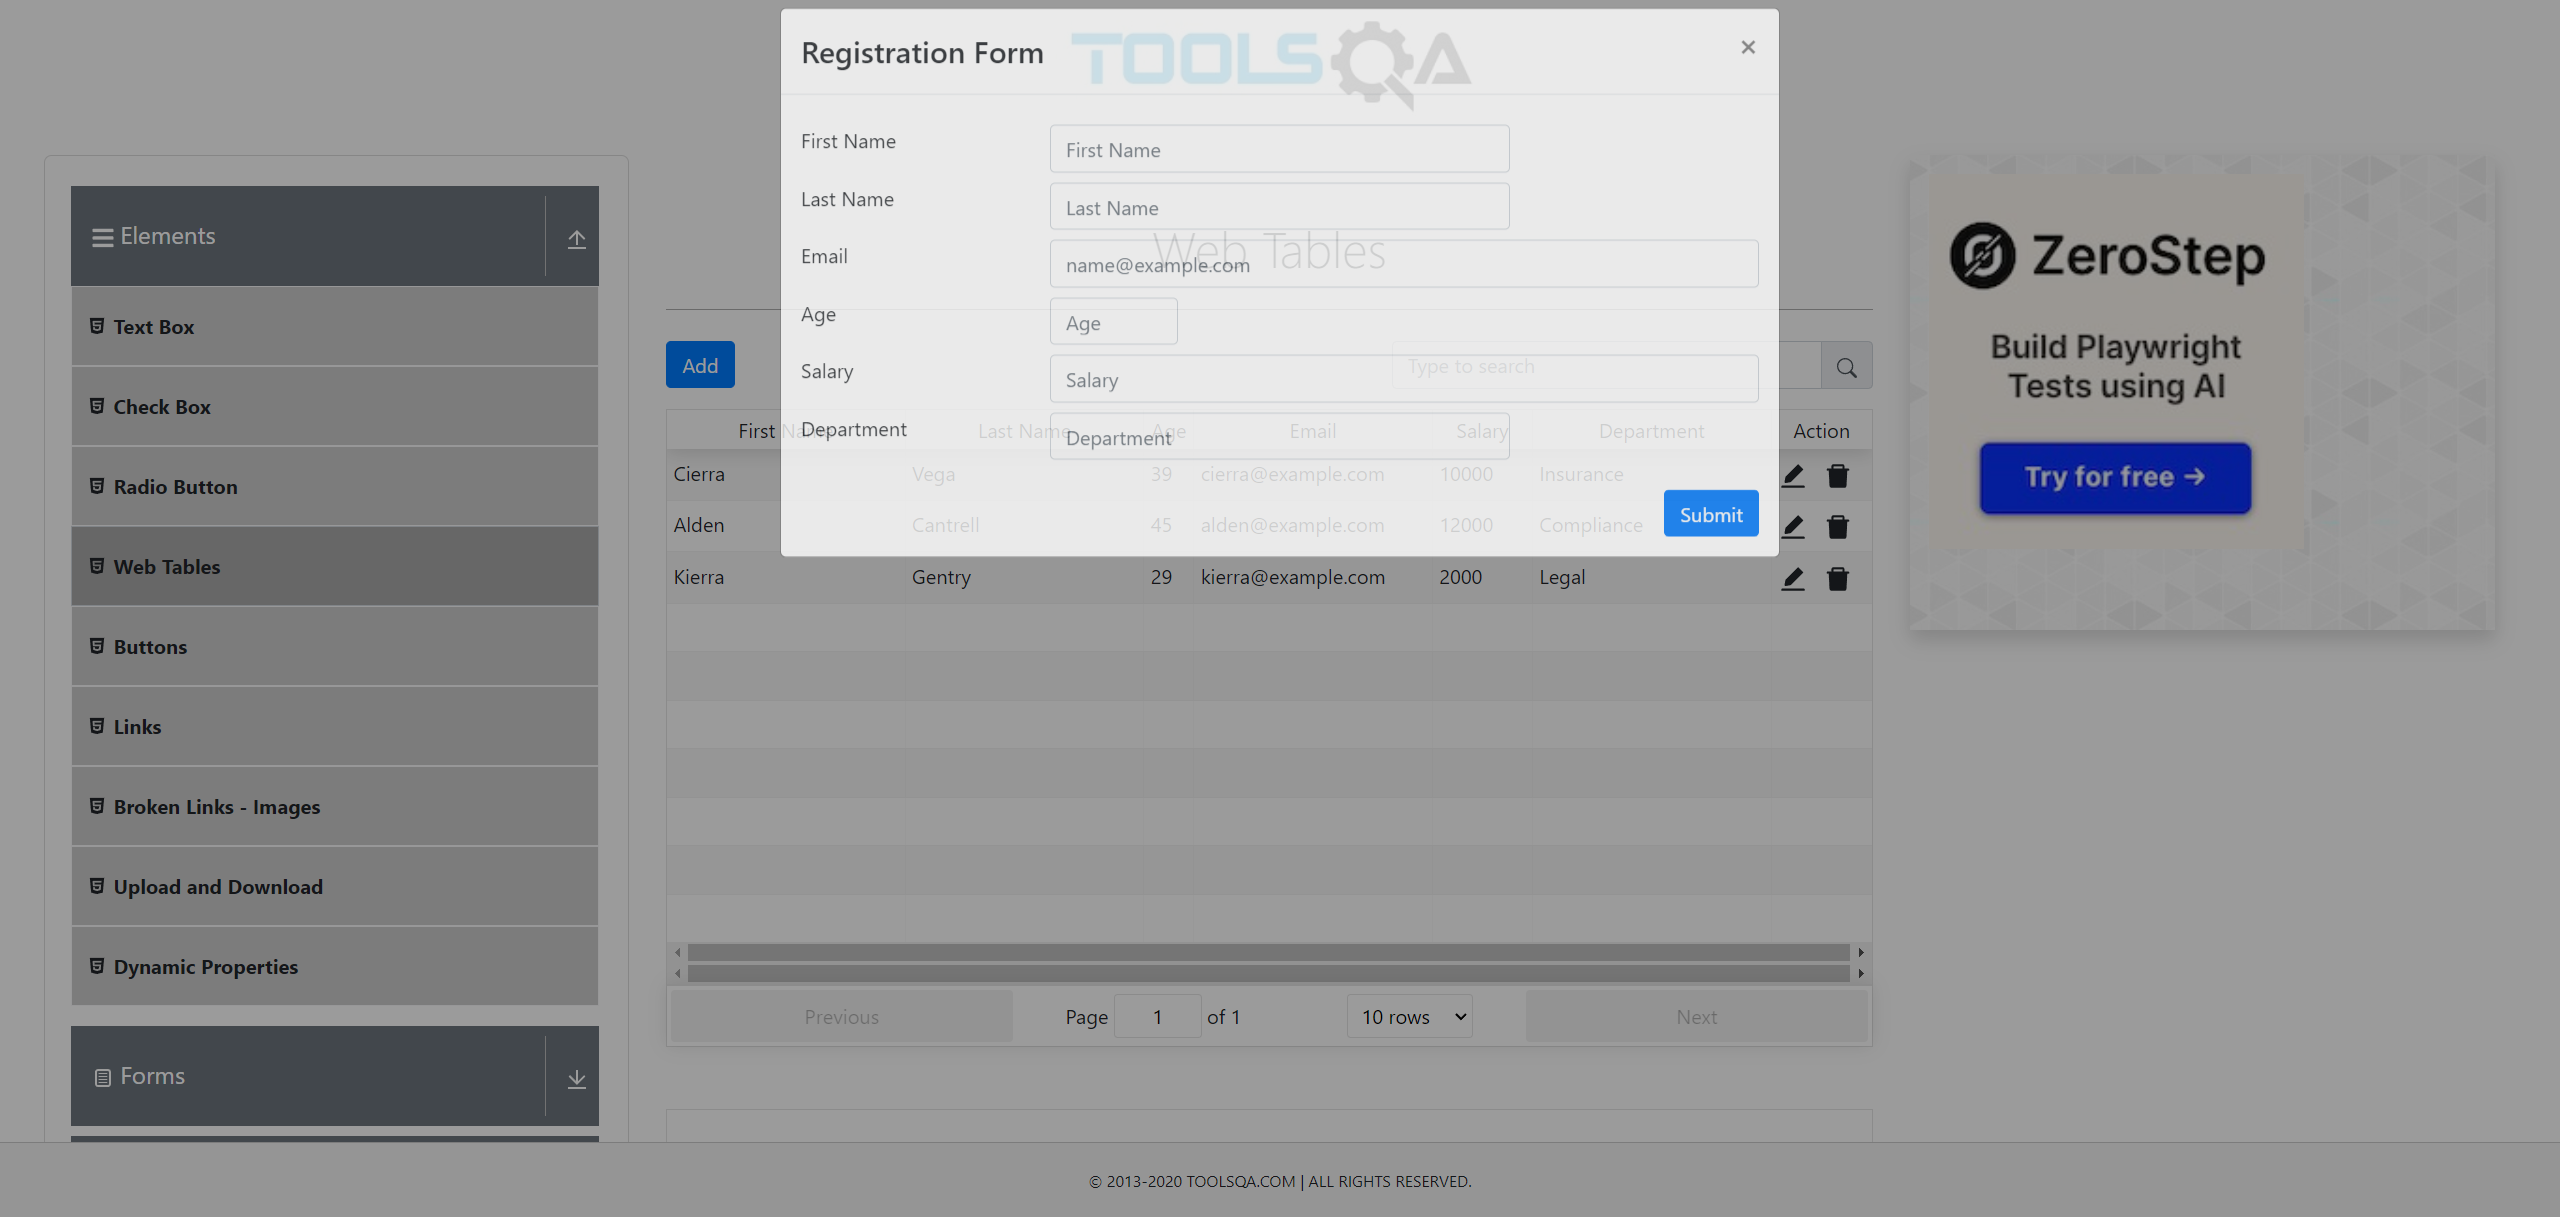 Registration Form
×
TOOLSQA
First Name
First Name
Last Name
Last Name
Web Tables
Email
name@example.com
Age
Age
Salary
Salary
Department
Department
Submit
Elements
Text Box
Check Box
Radio Button
Web Tables
Buttons
Links
Broken Links - Images
Upload and Download
Dynamic Properties
Forms
Add
Type to search
First Name Last Name Age Email Salary Department Action
Cierra Vega 39 cierra@example.com 10000 Insurance
Alden Cantrell 45 alden@example.com 12000 Compliance
Kierra Gentry 29 kierra@example.com 2000 Legal
Previous Page 1 of 1 10 rows Next
ZeroStep
Build Playwright
Tests using AI
Try for free →
© 2013-2020 TOOLSQA.COM | ALL RIGHTS RESERVED.